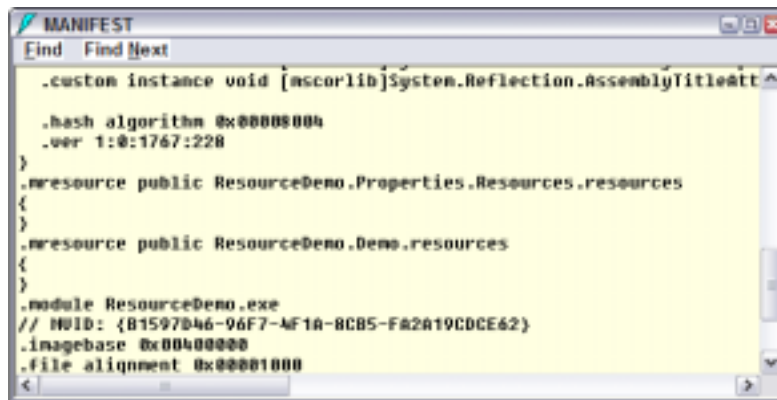 MANIFEST
Find Find Next
.custom instance void [mscorlib]System.Reflection.AssemblyTitleAtt
.hash algorithm 0x00008004
.ver 1:0:1767:228
}
.mresource public ResourceDemo.Properties.Resources.resources
{
}
.mresource public ResourceDemo.Demo.resources
{
}
.module ResourceDemo.exe
// MVID: {B1597D46-96F7-4F1A-8CB5-FA2A19CDCE62}
.imagebase 0x00400000
.file alignment 0x00001000